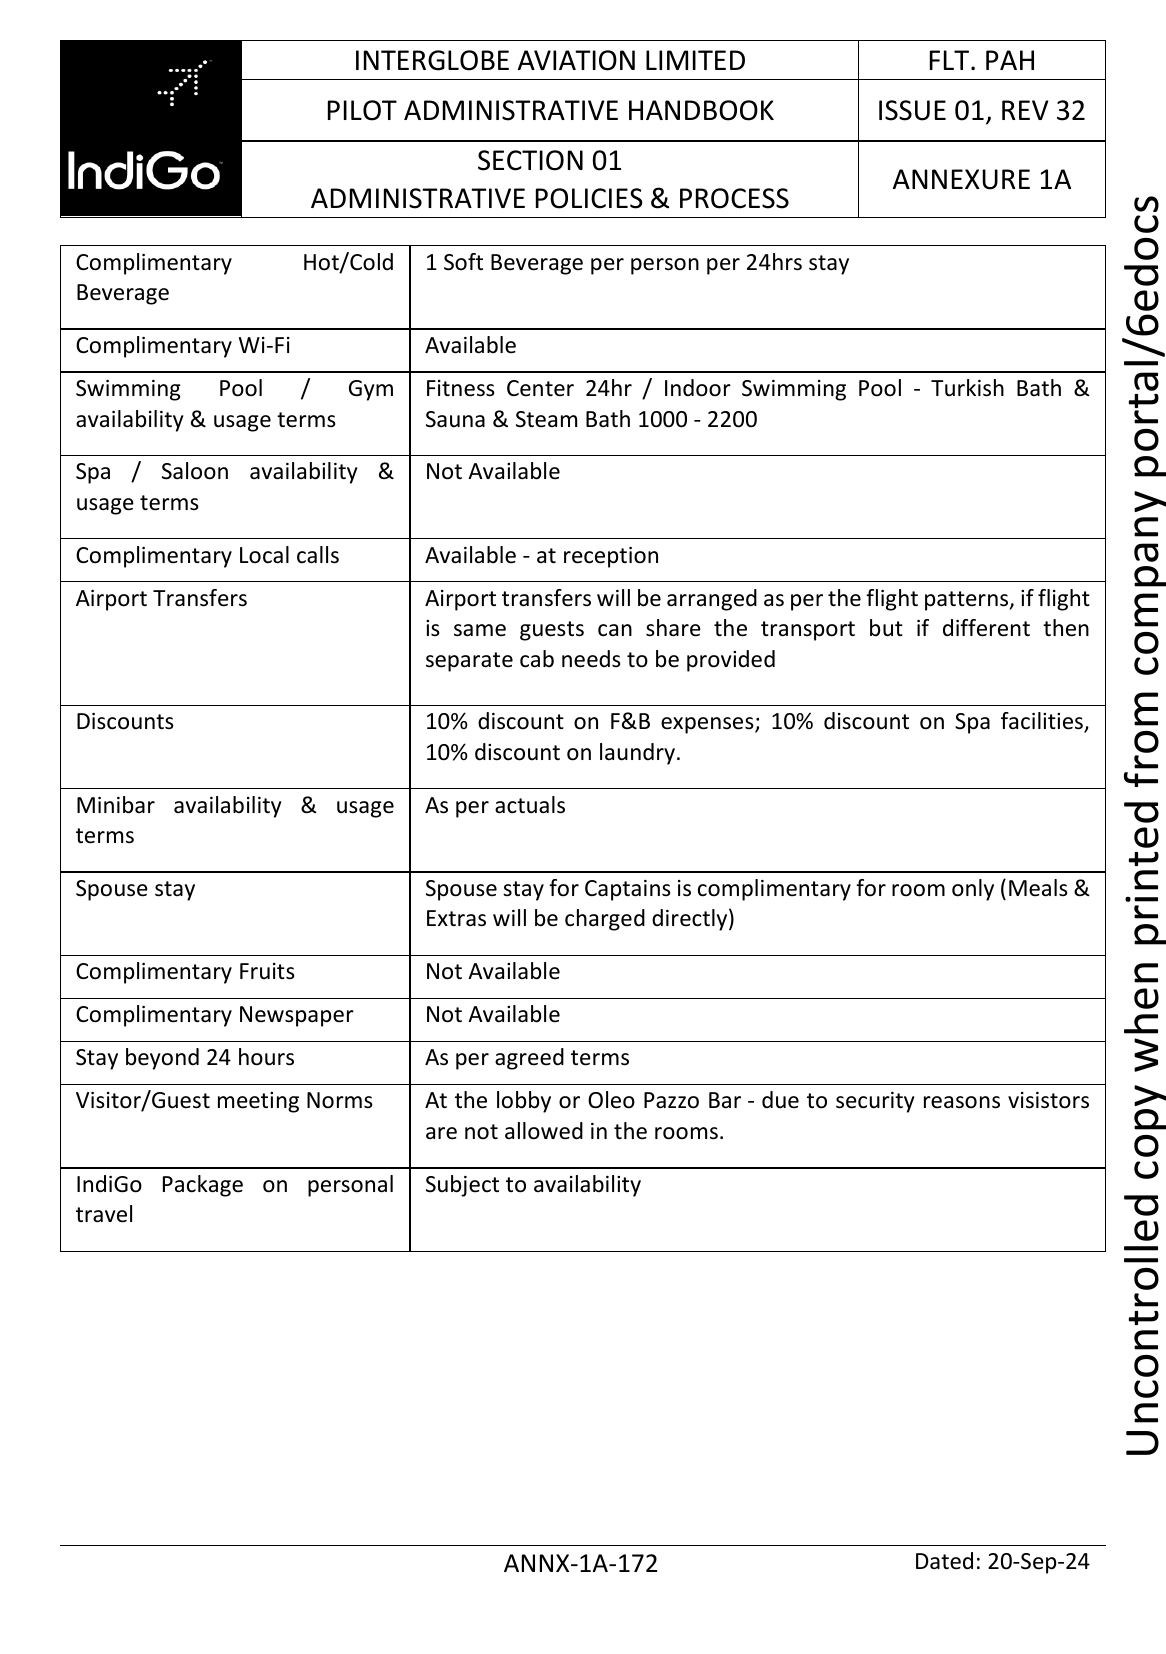 INTERGLOBE AVIATION LIMITED
FLT. PAH
PILOT ADMINISTRATIVE HANDBOOK
ISSUE 01, REV 32
IndiGo
SECTION 01
ADMINISTRATIVE POLICIES & PROCESS
ANNEXURE 1A
Complimentary Hot/Cold
Beverage
1 Soft Beverage per person per 24hrs stay
Complimentary Wi-Fi
Available
Swimming Pool / Gym
availability & usage terms
Fitness Center 24hr / Indoor Swimming Pool - Turkish Bath &
Sauna & Steam Bath 1000 - 2200
Spa / Saloon availability &
usage terms
Not Available
Complimentary Local calls
Available - at reception
Airport Transfers
Airport transfers will be arranged as per the flight patterns, if flight
is same guests can share the transport but if different then
separate cab needs to be provided
Discounts
10% discount on F&B expenses; 10% discount on Spa facilities,
10% discount on laundry.
Minibar availability & usage
terms
As per actuals
Spouse stay
Spouse stay for Captains is complimentary for room only (Meals &
Extras will be charged directly)
Complimentary Fruits
Not Available
Complimentary Newspaper
Not Available
Stay beyond 24 hours
As per agreed terms
Visitor/Guest meeting Norms
At the lobby or Oleo Pazzo Bar - due to security reasons visistors
are not allowed in the rooms.
IndiGo Package on personal
travel
Subject to availability
Uncontrolled copy when printed from company portal/6edocs
ANNX-1A-172
Dated: 20-Sep-24